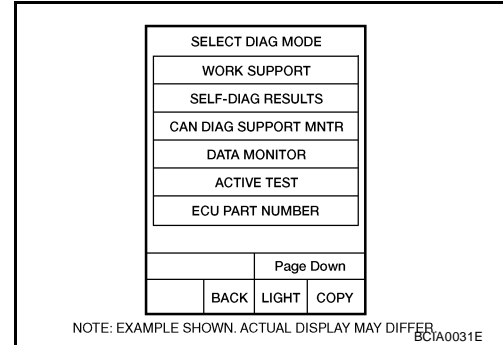 SELECT DIAG MODE
WORK SUPPORT
SELF-DIAG RESULTS
CAN DIAG SUPPORT MNTR
DATA MONITOR
ACTIVE TEST
ECU PART NUMBER
Page Down
BACK LIGHT COPY
NOTE: EXAMPLE SHOWN. ACTUAL DISPLAY MAY DIFFER.
BCIA0031E